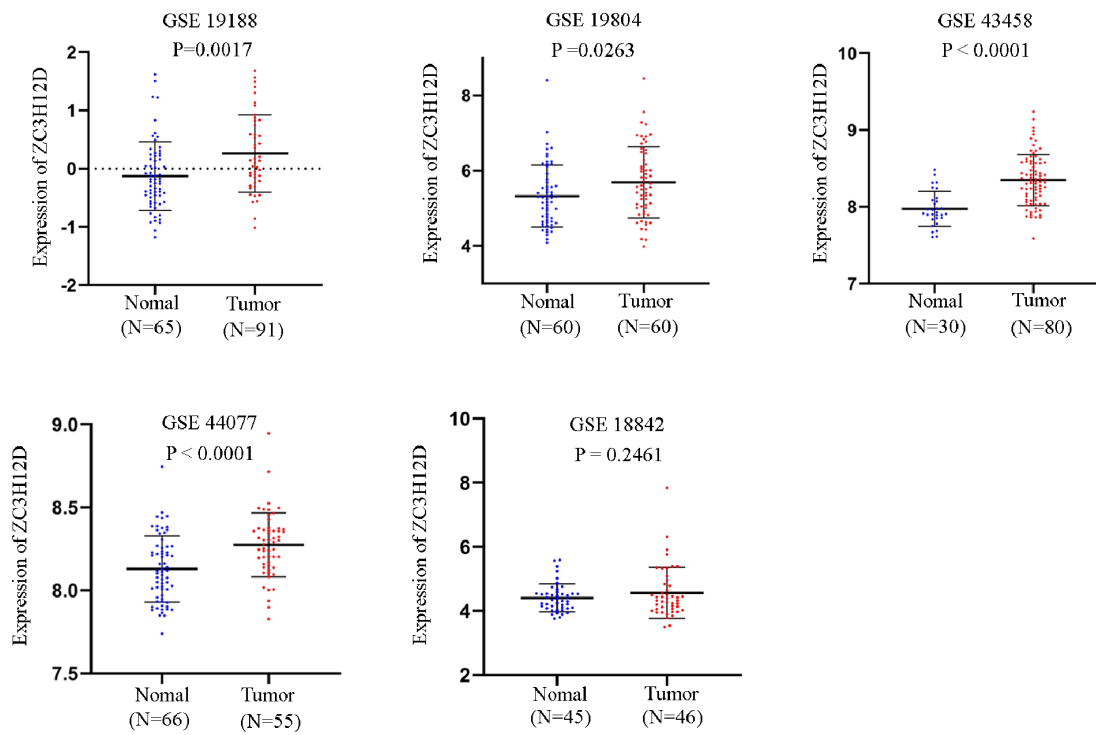 GSE 19188
P=0.0017
Expression of ZC3H12D
2
1
0
-1
-2
Nomal
(N=65)
Tumor
(N=91)
GSE 19804
P =0.0263
Expression of ZC3H12D
8
6
4
Nomal
(N=60)
Tumor
(N=60)
GSE 43458
P < 0.0001
Expression of ZC3H12D
10
9
8
7
Nomal
(N=30)
Tumor
(N=80)
GSE 44077
P < 0.0001
Expression of ZC3H12D
9.0
8.5
8.0
7.5
Nomal
(N=66)
Tumor
(N=55)
GSE 18842
P = 0.2461
Expression of ZC3H12D
10
8
6
4
2
Nomal
(N=45)
Tumor
(N=46)